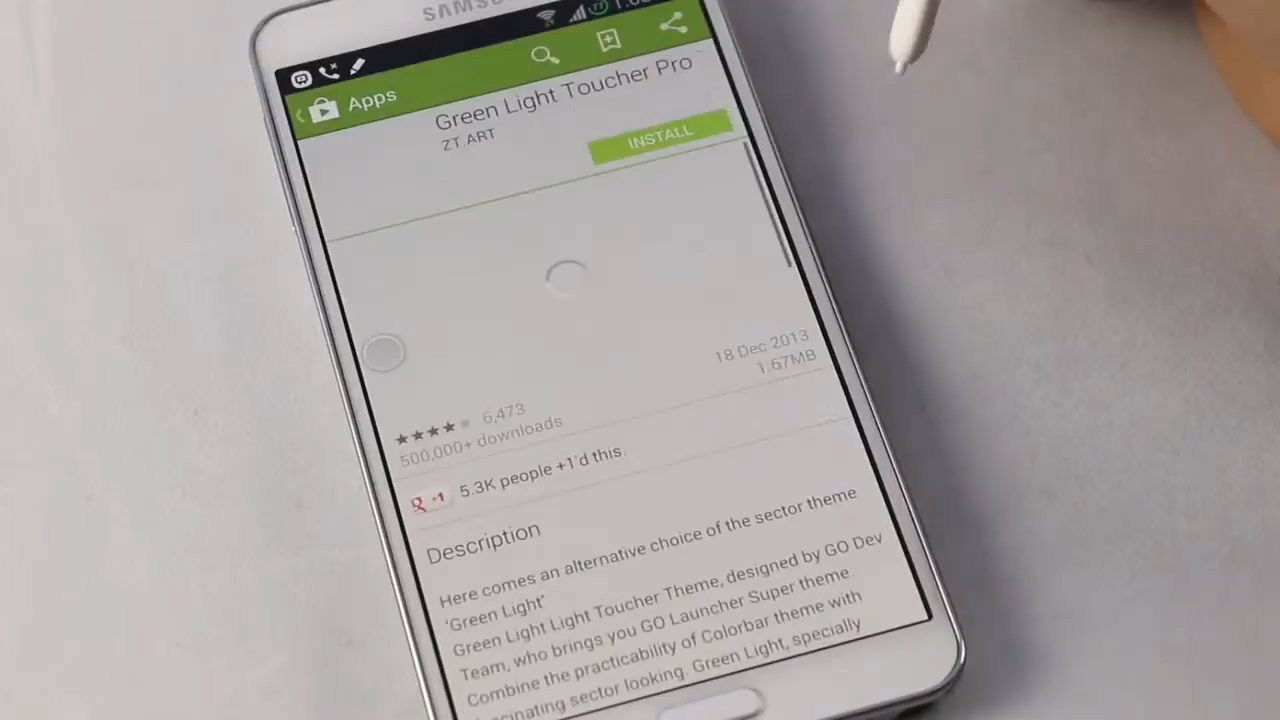 SAMSU
Apps
Green Light Toucher Pro
ZT.ART
INSTALL
18 Dec 2013
1.67MB
6,473
500,000+ downloads
+1
5.3K people +1'd this.
Description
Here comes an alternative choice of the sector theme
'Green Light'
Green Light Light Toucher Theme, designed by GO Dev
Team, who brings you GO Launcher Super theme.
Combine the practicability of Colorbar theme with
fascinating sector looking. Green Light, specially